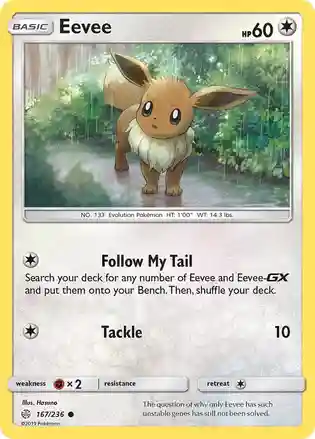 BASIC Eevee HP60
NO. 133 Evolution Pokémon HT: 1'00" WT: 14.3 lbs.
Follow My Tail
Search your deck for any number of Eevee and Eevee-GX
and put them onto your Bench. Then, shuffle your deck.
Tackle 10
weakness ×2 resistance retreat
Illus. Hasuno
167/236
©2019 Pokémon
The question of why only Eevee has such
unstable genes has still not been solved.